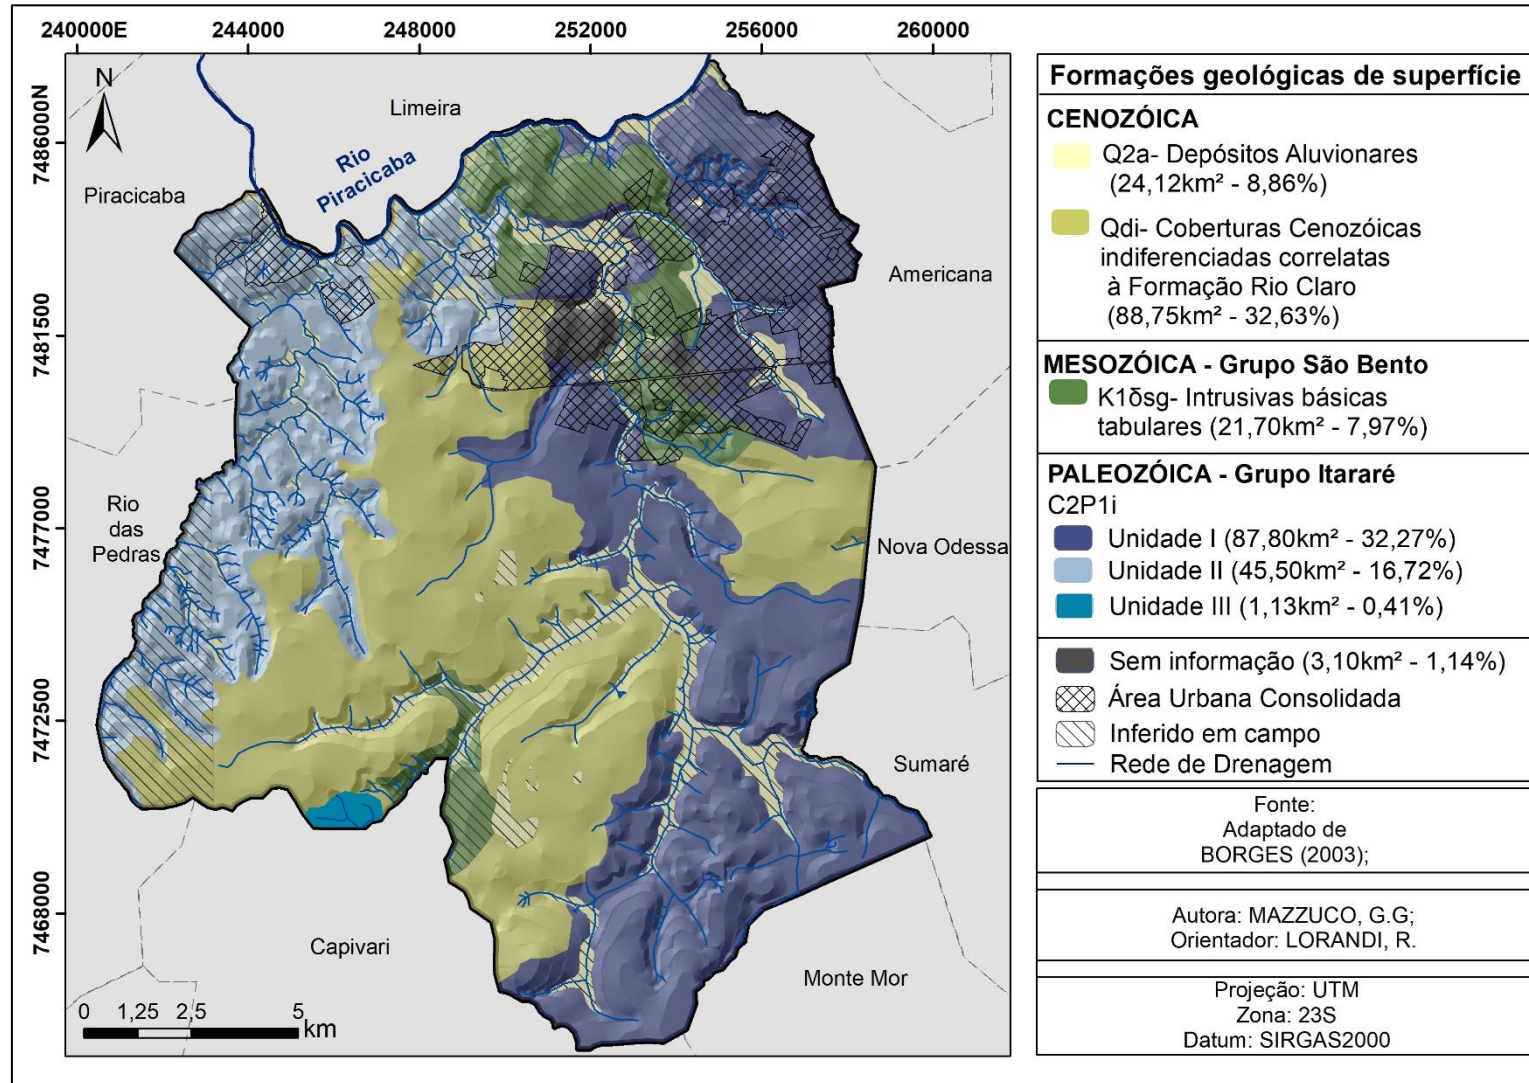 240000E 244000 248000 252000 256000 260000
N
Limeira
7486000N
Rio
Piracicaba
Piracicaba
Americana
7481500
Rio
das
Pedras
7477000
Nova Odessa
7472500
Sumaré
7468000
Capivari
Monte Mor
0 1,25 2,5 5
km
Formações geológicas de superfície
CENOZÓICA
Q2a- Depósitos Aluvionares
(24,12km² - 8,86%)
Qdi- Coberturas Cenozóicas
indiferenciadas correlatas
à Formação Rio Claro
(88,75km² - 32,63%)
MESOZÓICA - Grupo São Bento
K1δsg- Intrusivas básicas
tabulares (21,70km² - 7,97%)
PALEOZÓICA - Grupo Itararé
C2P1i
Unidade I (87,80km² - 32,27%)
Unidade II (45,50km² - 16,72%)
Unidade III (1,13km² - 0,41%)
Sem informação (3,10km² - 1,14%)
Área Urbana Consolidada
Inferido em campo
Rede de Drenagem
Fonte:
Adaptado de
BORGES (2003);
Autora: MAZZUCO, G.G;
Orientador: LORANDI, R.
Projeção: UTM
Zona: 23S
Datum: SIRGAS2000